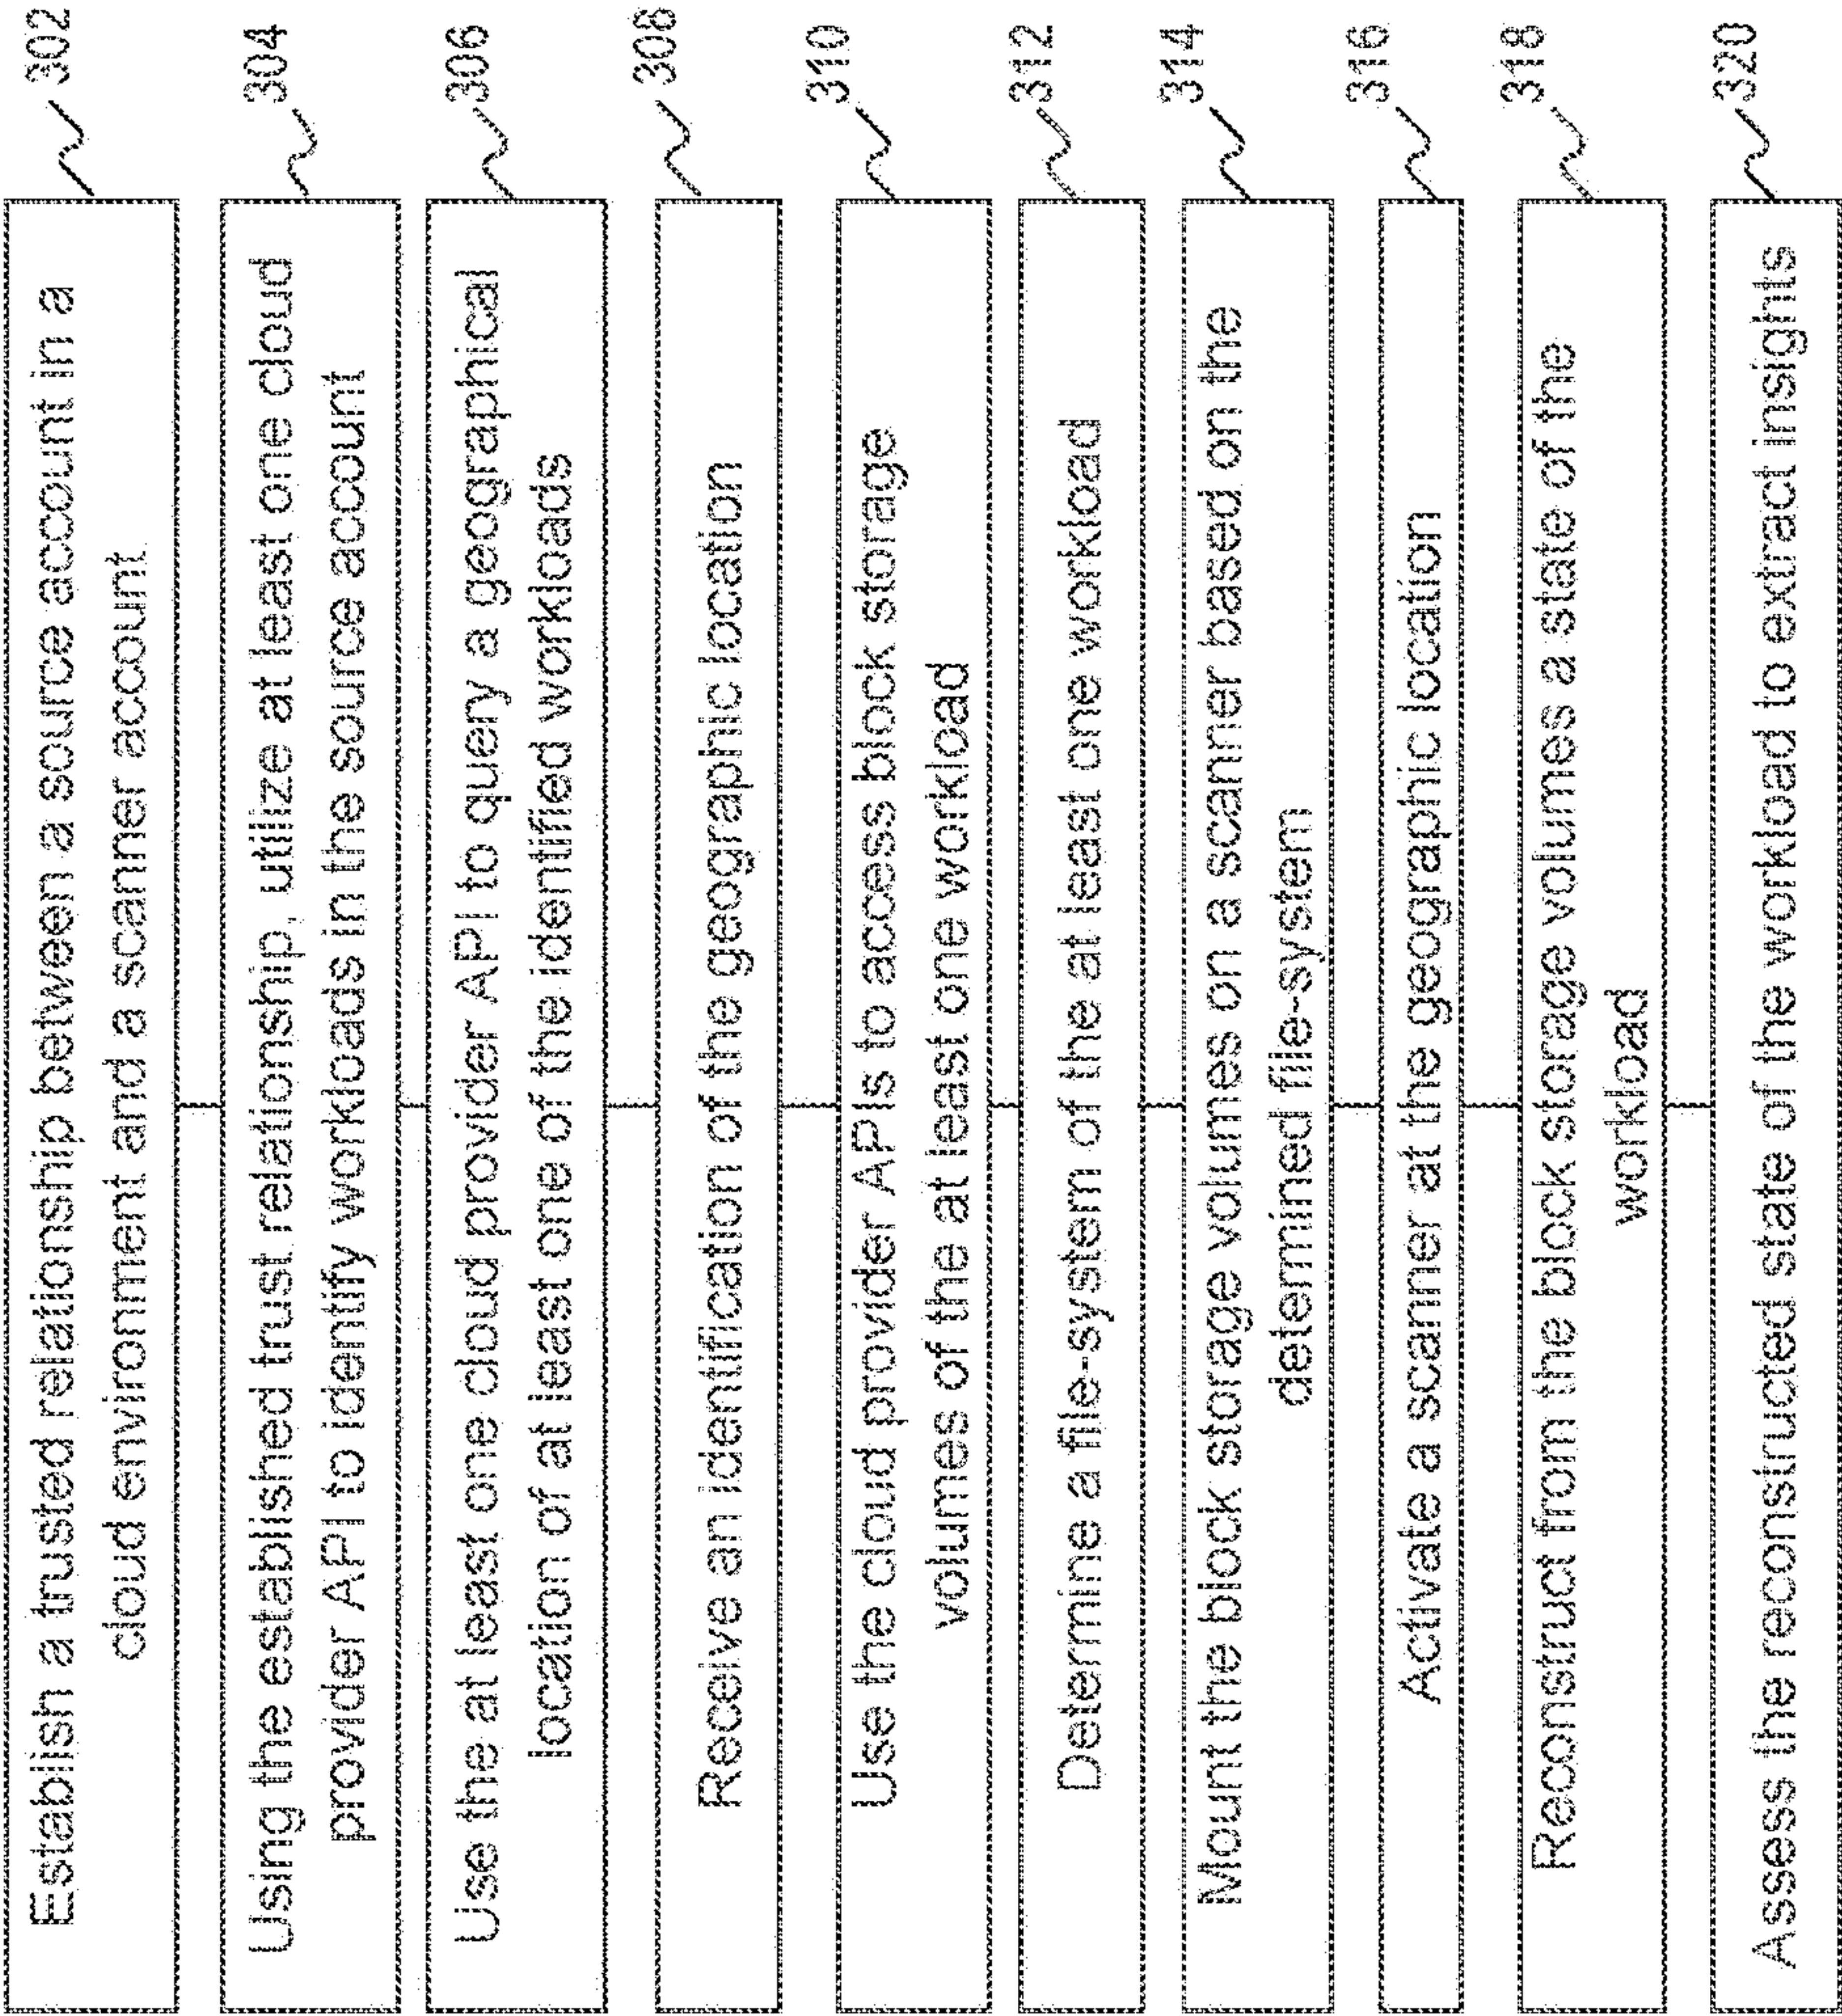 Establish a trusted relationship between a source account in a
cloud environment and a scanner account
302
Using the established trust relationship, utilize at least one cloud
provider API to identify workloads in the source account
304
Use the at least one cloud provider API to query a geographical
location of at least one of the identified workloads
306
Receive an identification of the geographic location
308
Use the cloud provider APIs to access block storage
volumes of the at least one workload
310
Determine a file-system of the at least one workload
312
Mount the block storage volumes on a scanner based on the
determined file-system
314
Activate a scanner at the geographic location
316
Reconstruct from the block storage volumes a state of the
workload
318
Assess the reconstructed state of the workload to extract insights
320